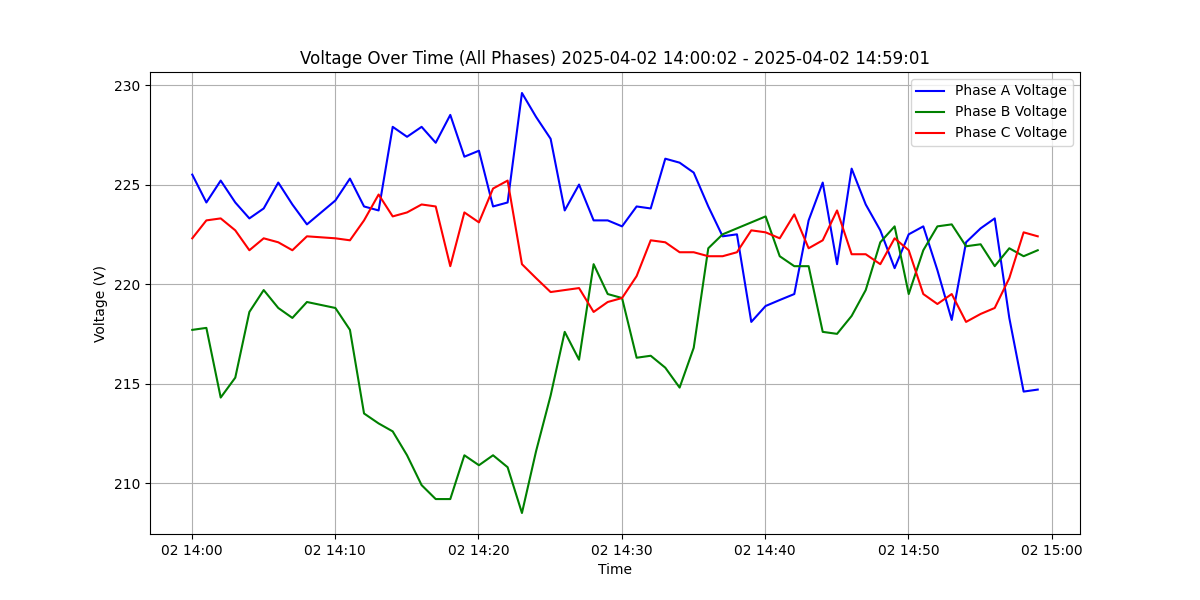 Voltage Over Time (All Phases) 2025-04-02 14:00:02 - 2025-04-02 14:59:01
Phase A Voltage
Phase B Voltage
Phase C Voltage
Voltage (V)
230
225
220
215
210
02 14:00 02 14:10 02 14:20 02 14:30 02 14:40 02 14:50 02 15:00
Time